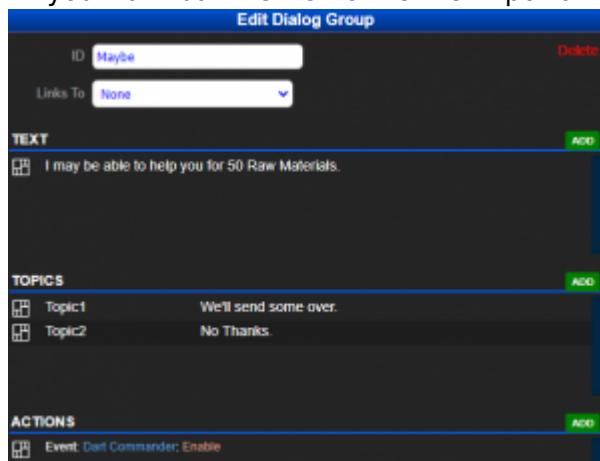 Edit Dialog Group
ID Maybe
Delete
Links To None
TEXT ADD
I may be able to help you for 50 Raw Materials.
TOPICS ADD
Topic1 We'll send some over.
Topic2 No Thanks.
ACTIONS ADD
Event: Dart Commander: Enable